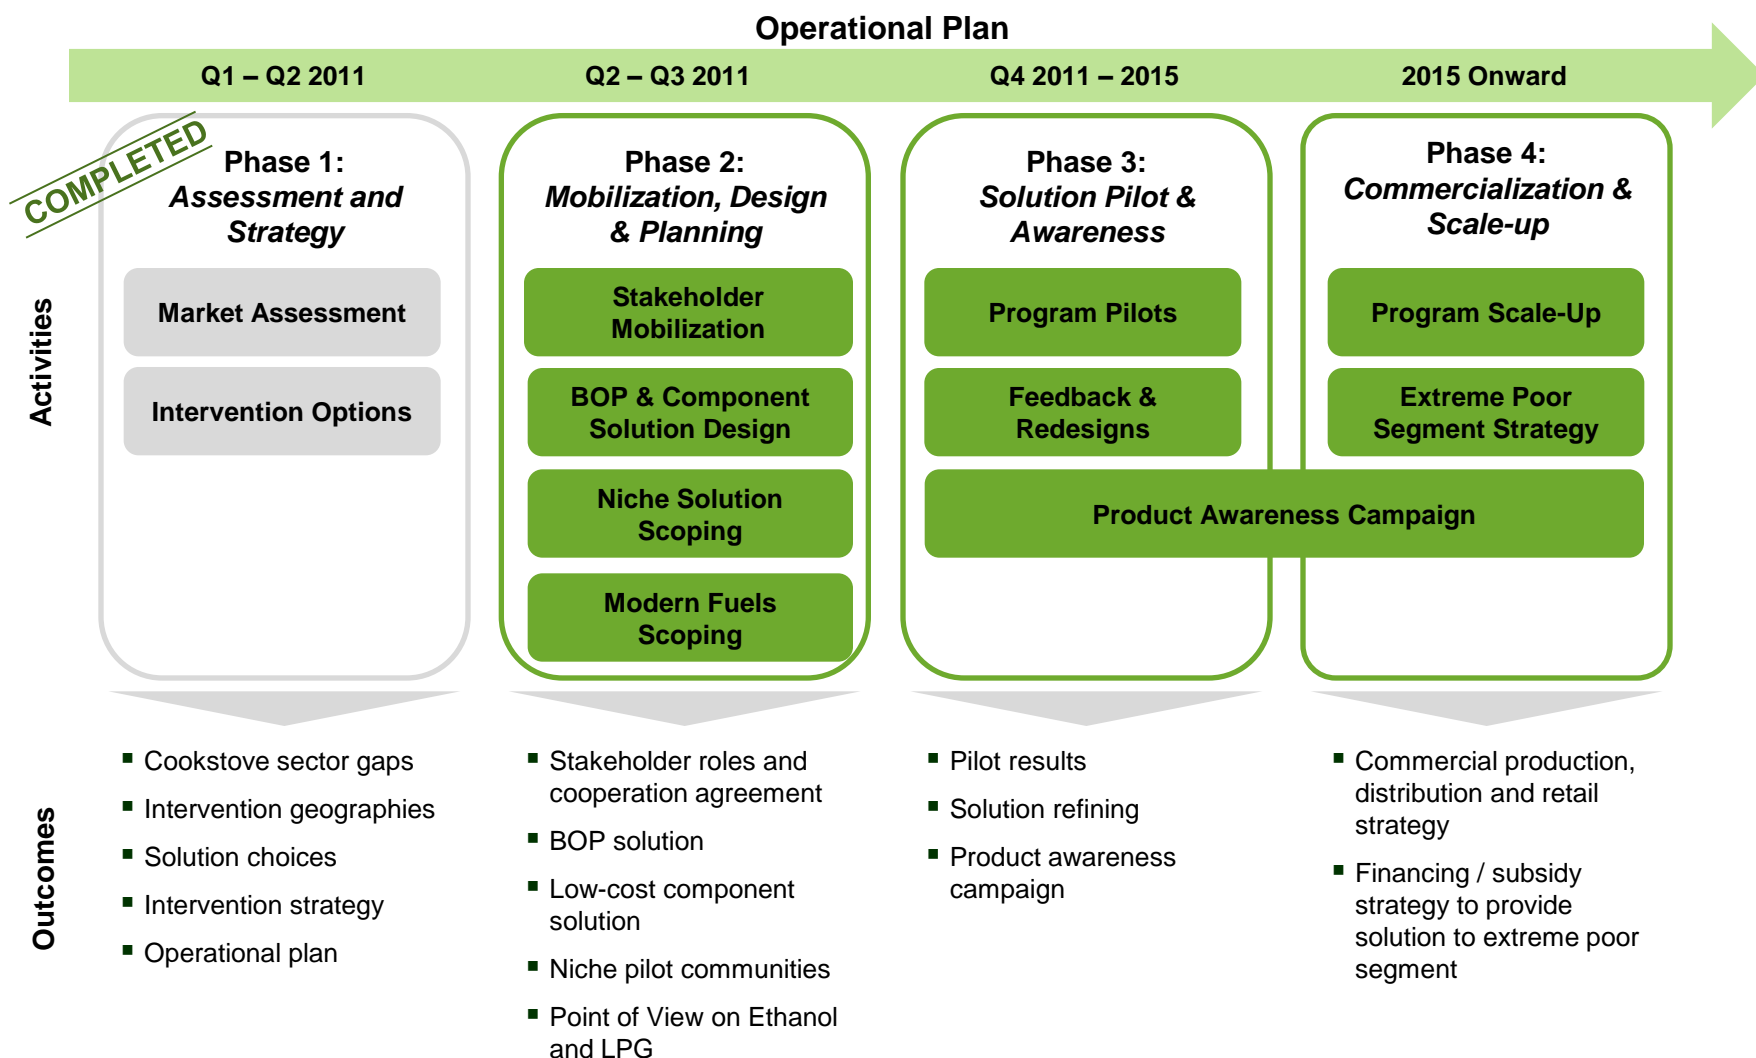 Operational Plan
Q1 – Q2 2011
Q2 – Q3 2011
Q4 2011 – 2015
2015 Onward
COMPLETED
Phase 1:
Assessment and
Strategy
Phase 2:
Mobilization, Design
& Planning
Phase 3:
Solution Pilot &
Awareness
Phase 4:
Commercialization &
Scale-up
Activities
Market Assessment
Intervention Options
Stakeholder
Mobilization
BOP & Component
Solution Design
Niche Solution
Scoping
Modern Fuels
Scoping
Program Pilots
Feedback &
Redesigns
Program Scale-Up
Extreme Poor
Segment Strategy
Product Awareness Campaign
Outcomes
▪ Cookstove sector gaps
▪ Intervention geographies
▪ Solution choices
▪ Intervention strategy
▪ Operational plan
▪ Stakeholder roles and
cooperation agreement
▪ BOP solution
▪ Low-cost component
solution
▪ Niche pilot communities
▪ Point of View on Ethanol
and LPG
▪ Pilot results
▪ Solution refining
▪ Product awareness
campaign
▪ Commercial production,
distribution and retail
strategy
▪ Financing / subsidy
strategy to provide
solution to extreme poor
segment